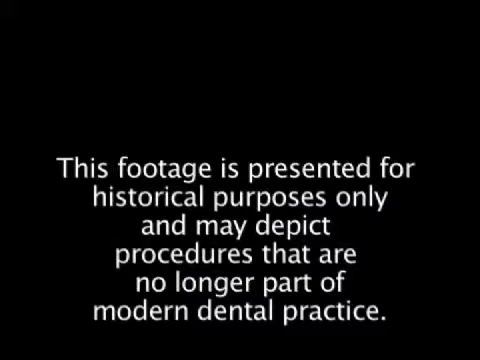 This footage is presented for
historical purposes only
and may depict
procedures that are
no longer part of
modern dental practice.